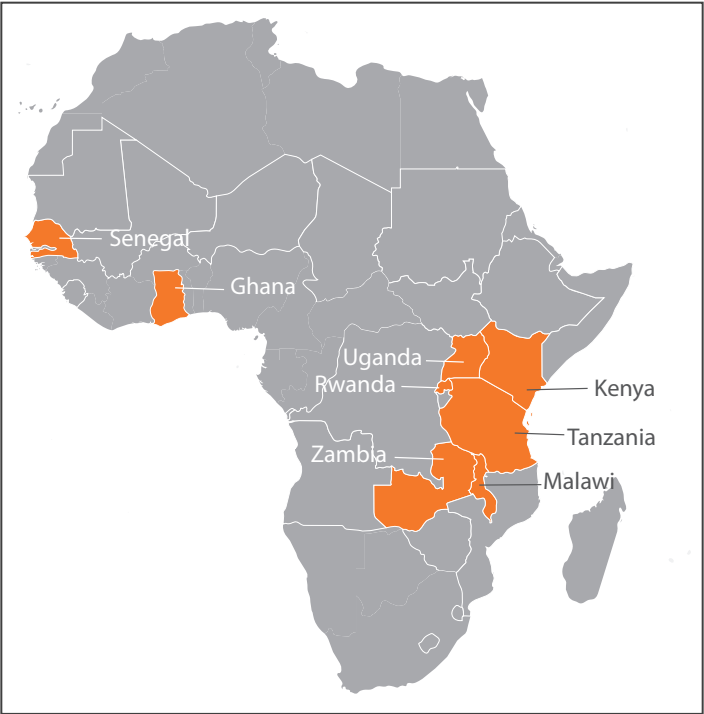 Senegal
Ghana
Uganda
Rwanda
Kenya
Tanzania
Zambia
Malawi